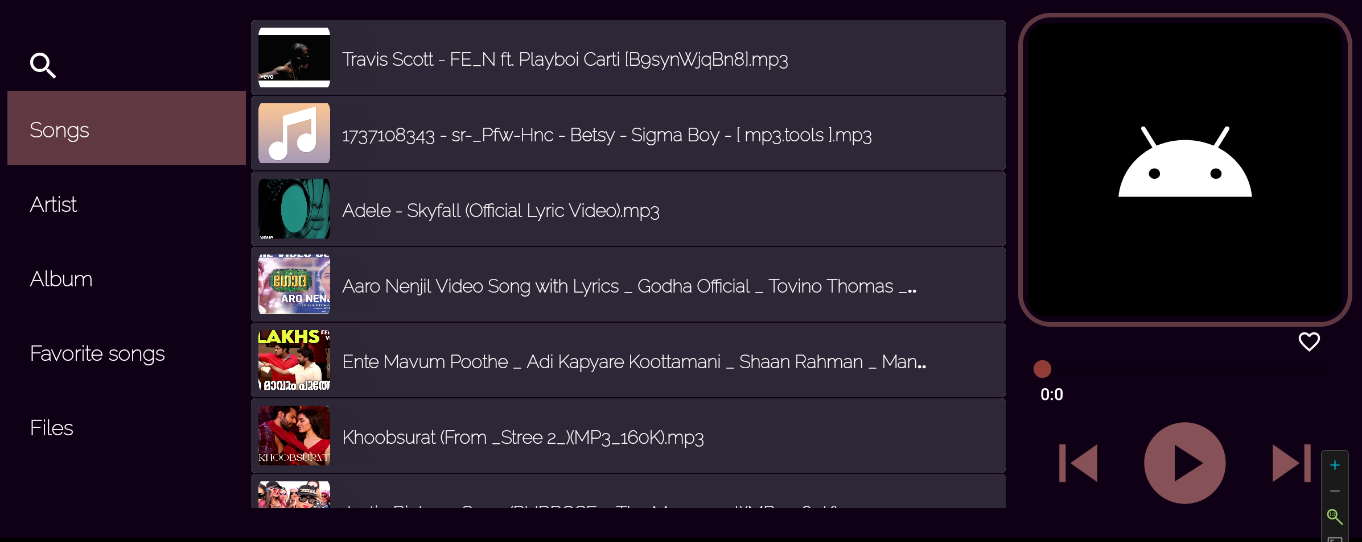 Songs
Artist
Album
Favorite songs
Files
vevo
Travis Scott - FE_N ft. Playboi Carti [B9synWjqBn8].mp3
1737108343 - sr-_Pfw-Hnc - Betsy - Sigma Boy - [ mp3.tools ].mp3
Adele - Skyfall (Official Lyric Video).mp3
ഗോദ
ARO NENJ
Aaro Nenjil Video Song with Lyrics _ Godha Official _ Tovino Thomas _..
LAKHS
Ente Mavum Poothe _ Adi Kapyare Koottamani _ Shaan Rahman _ Man..
KHOOBSURAT
Khoobsurat (From _Stree 2_)(MP3_160K).mp3
0:0